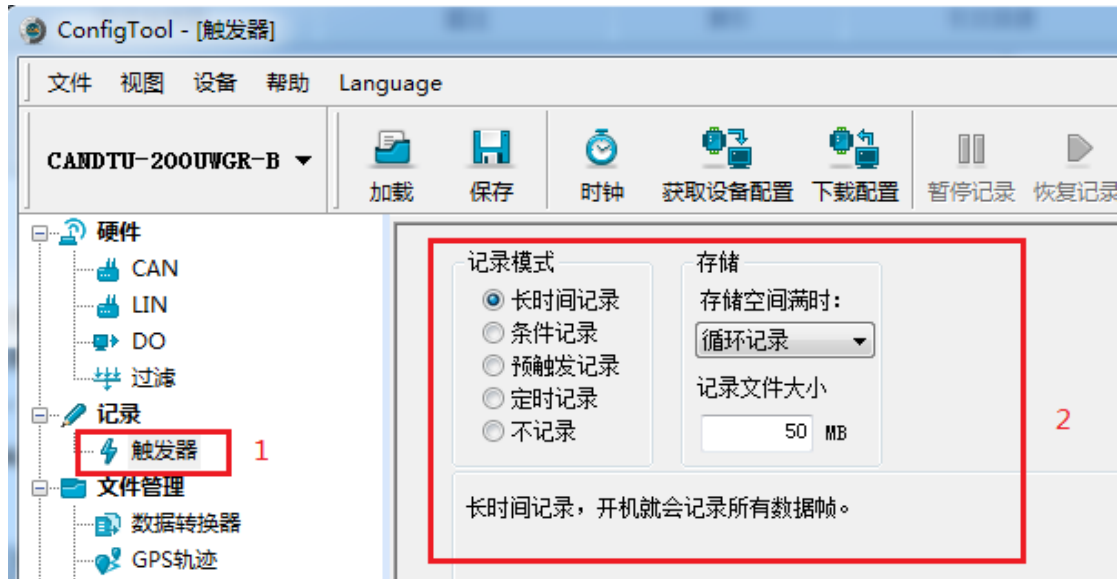 ConfigTool - [触发器]
文件 视图 设备 帮助 Language
CANDTU-200UWGR-B
加载 保存 时钟 获取设备配置 下载配置 暂停记录 恢复记录
硬件
CAN
LIN
DO
过滤
记录
触发器
1
文件管理
数据转换器
GPS轨迹
记录模式
长时间记录
条件记录
预触发记录
定时记录
不记录
存储
存储空间满时:
循环记录
记录文件大小
50 MB
2
长时间记录，开机就会记录所有数据帧。